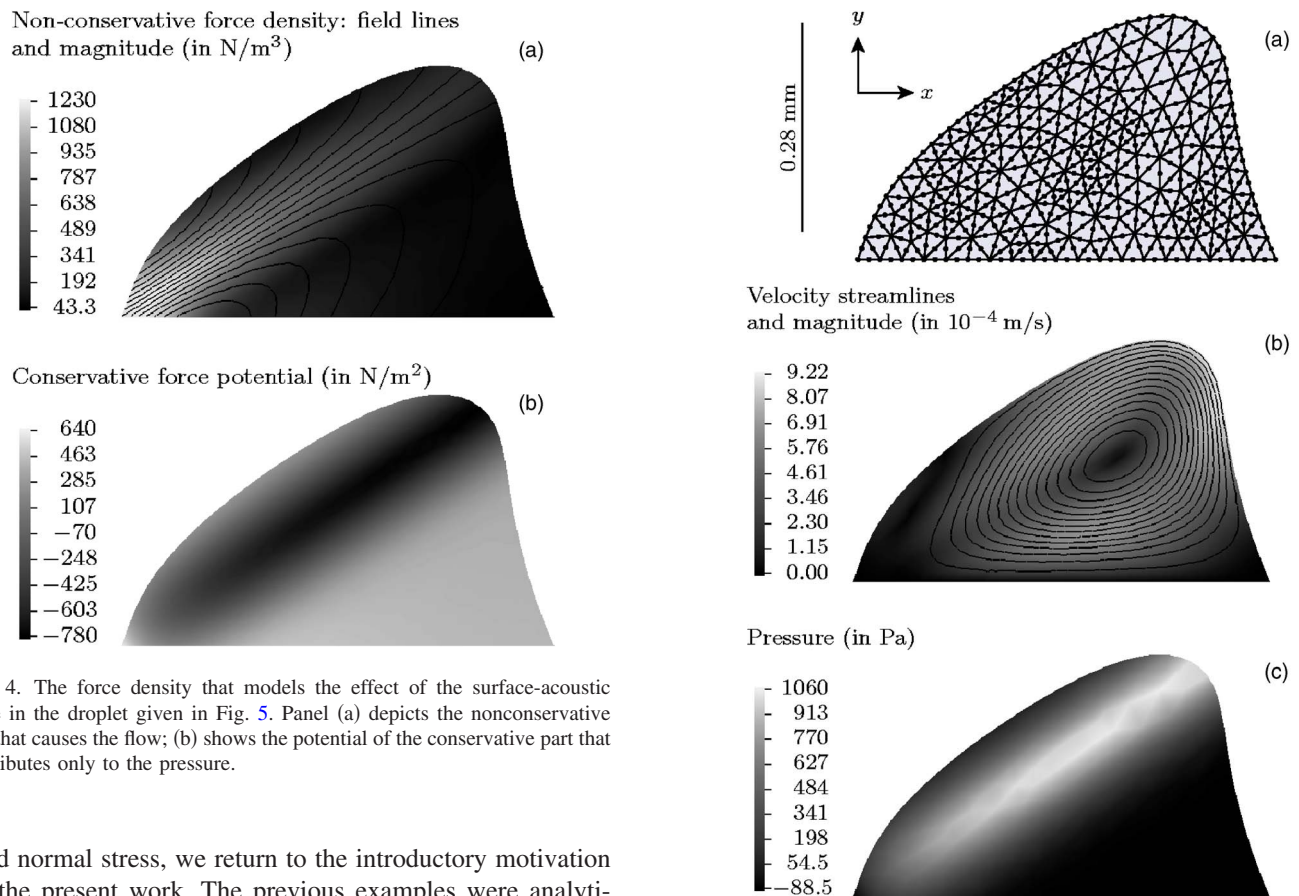 Non-conservative force density: field lines
and magnitude (in N/m³)
(a)
1230
1080
935
787
638
489
341
192
43.3
Conservative force potential (in N/m²)
(b)
640
463
285
107
−70
−248
−425
−603
−780
4. The force density that models the effect of the surface-acoustic
in the droplet given in Fig. 5. Panel (a) depicts the nonconservative
that causes the flow; (b) shows the potential of the conservative part that
ibutes only to the pressure.
d normal stress, we return to the introductory motivation
the present work. The previous examples were analyti-
(a)
y
x
0.28 mm
Velocity streamlines
and magnitude (in 10⁻⁴ m/s)
(b)
9.22
8.07
6.91
5.76
4.61
3.46
2.30
1.15
0.00
Pressure (in Pa)
(c)
1060
913
770
627
484
341
198
54.5
−88.5